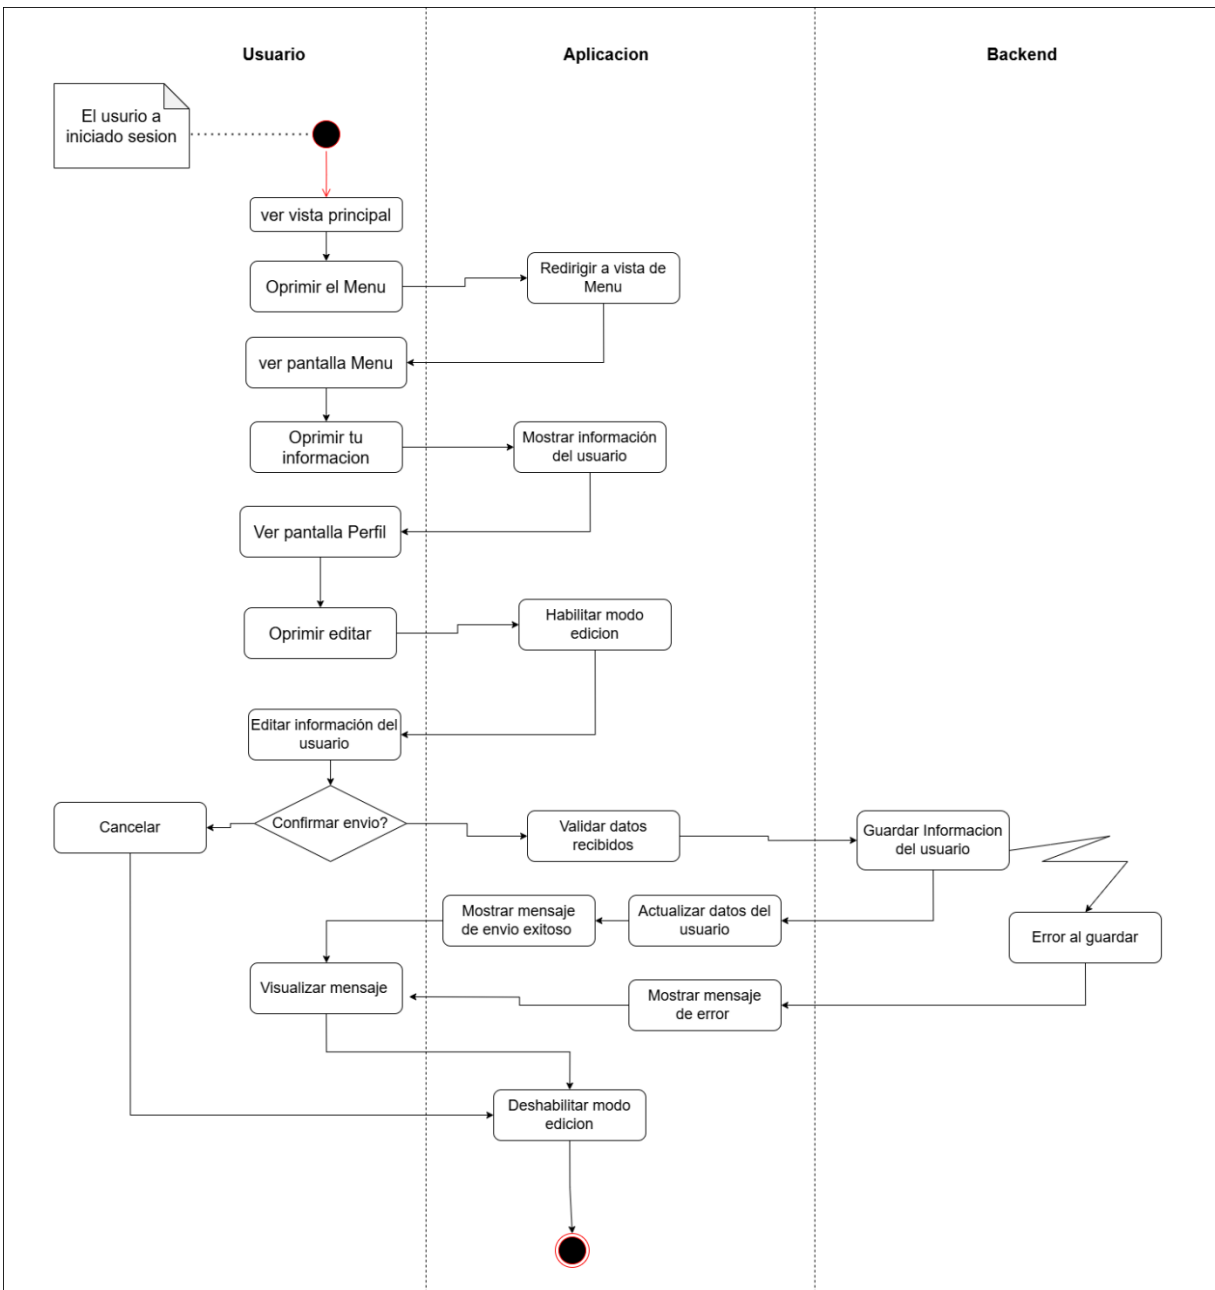 Usuario
Aplicacion
Backend
El usurio a
iniciado sesion
ver vista principal
Oprimir el Menu
Redirigir a vista de
Menu
ver pantalla Menu
Oprimir tu
informacion
Mostrar información
del usuario
Ver pantalla Perfil
Oprimir editar
Habilitar modo
edicion
Editar información del
usuario
Cancelar
Confirmar envio?
Validar datos
recibidos
Guardar Informacion
del usuario
Mostrar mensaje
de envio exitoso
Actualizar datos del
usuario
Error al guardar
Visualizar mensaje
Mostrar mensaje
de error
Deshabilitar modo
edicion